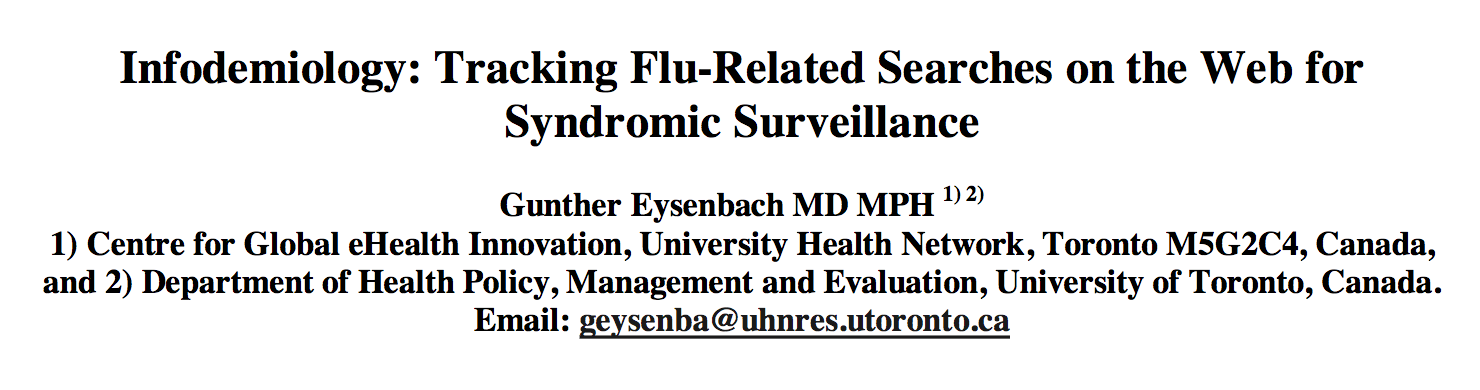 Infodemiology: Tracking Flu-Related Searches on the Web for
Syndromic Surveillance
Gunther Eysenbach MD MPH 1) 2)
1) Centre for Global eHealth Innovation, University Health Network, Toronto M5G2C4, Canada,
and 2) Department of Health Policy, Management and Evaluation, University of Toronto, Canada.
Email: geysenba@uhnres.utoronto.ca